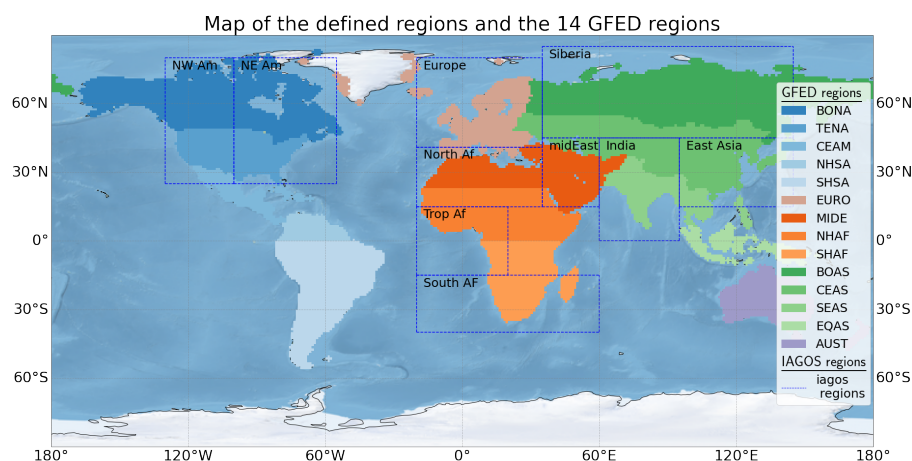 Map of the defined regions and the 14 GFED regions
NW Am
NE Am
Europe
Siberia
North Af
midEast
India
East Asia
Trop Af
South AF
60°N
30°N
0°
30°S
60°S
60°N
30°N
0°
30°S
60°S
180°
120°W
60°W
0°
60°E
120°E
180°
GFED regions
BONA
TENA
CEAM
NHSA
SHSA
EURO
MIDE
NHAF
SHAF
BOAS
CEAS
SEAS
EQAS
AUST
IAGOS regions
iagos
regions